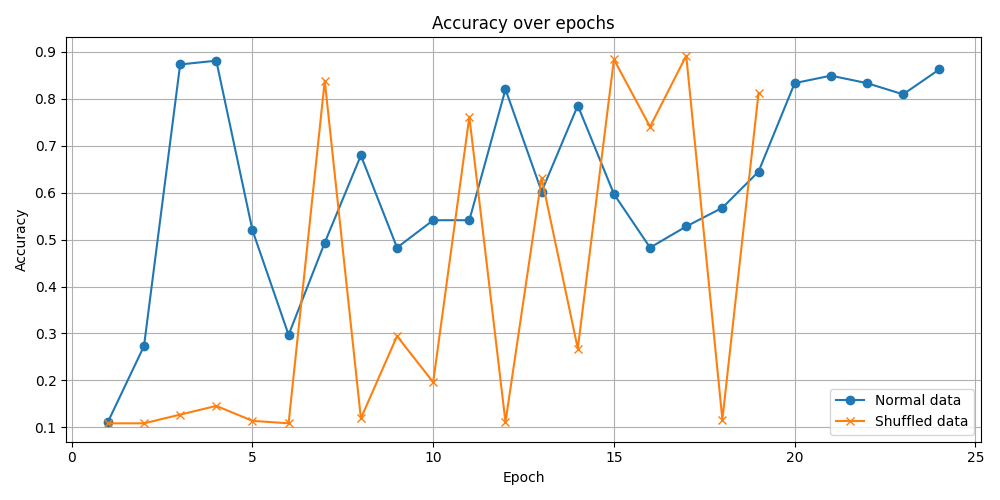 Accuracy over epochs
0.9
0.8
0.7
0.6
0.5
0.4
0.3
0.2
0.1
Accuracy
0 5 10 15 20 25
Epoch
Normal data
Shuffled data